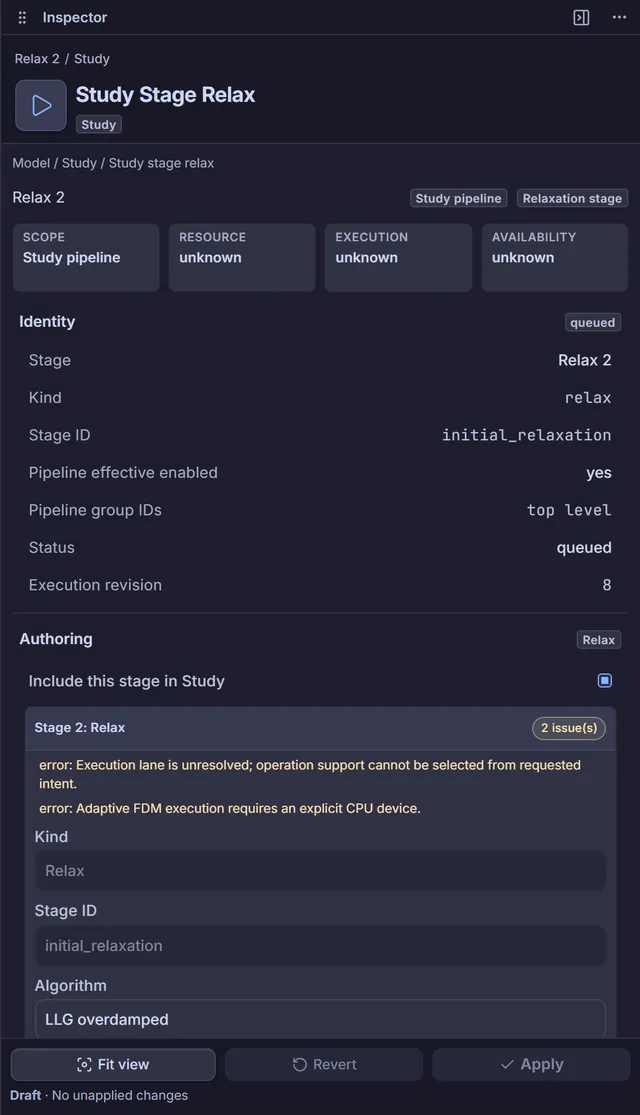 Inspector
Relax 2 / Study
Study Stage Relax
Study
Model / Study / Study stage relax
Relax 2
Study pipeline
Relaxation stage
SCOPE
Study pipeline
RESOURCE
unknown
EXECUTION
unknown
AVAILABILITY
unknown
Identity
queued
Stage
Relax 2
Kind
relax
Stage ID
initial_relaxation
Pipeline effective enabled
yes
Pipeline group IDs
top level
Status
queued
Execution revision
8
Authoring
Relax
Include this stage in Study
Stage 2: Relax
2 issue(s)
error: Execution lane is unresolved; operation support cannot be selected from requested
intent.
error: Adaptive FDM execution requires an explicit CPU device.
Kind
Relax
Stage ID
initial_relaxation
Algorithm
LLG overdamped
Fit view
Revert
Apply
Draft · No unapplied changes